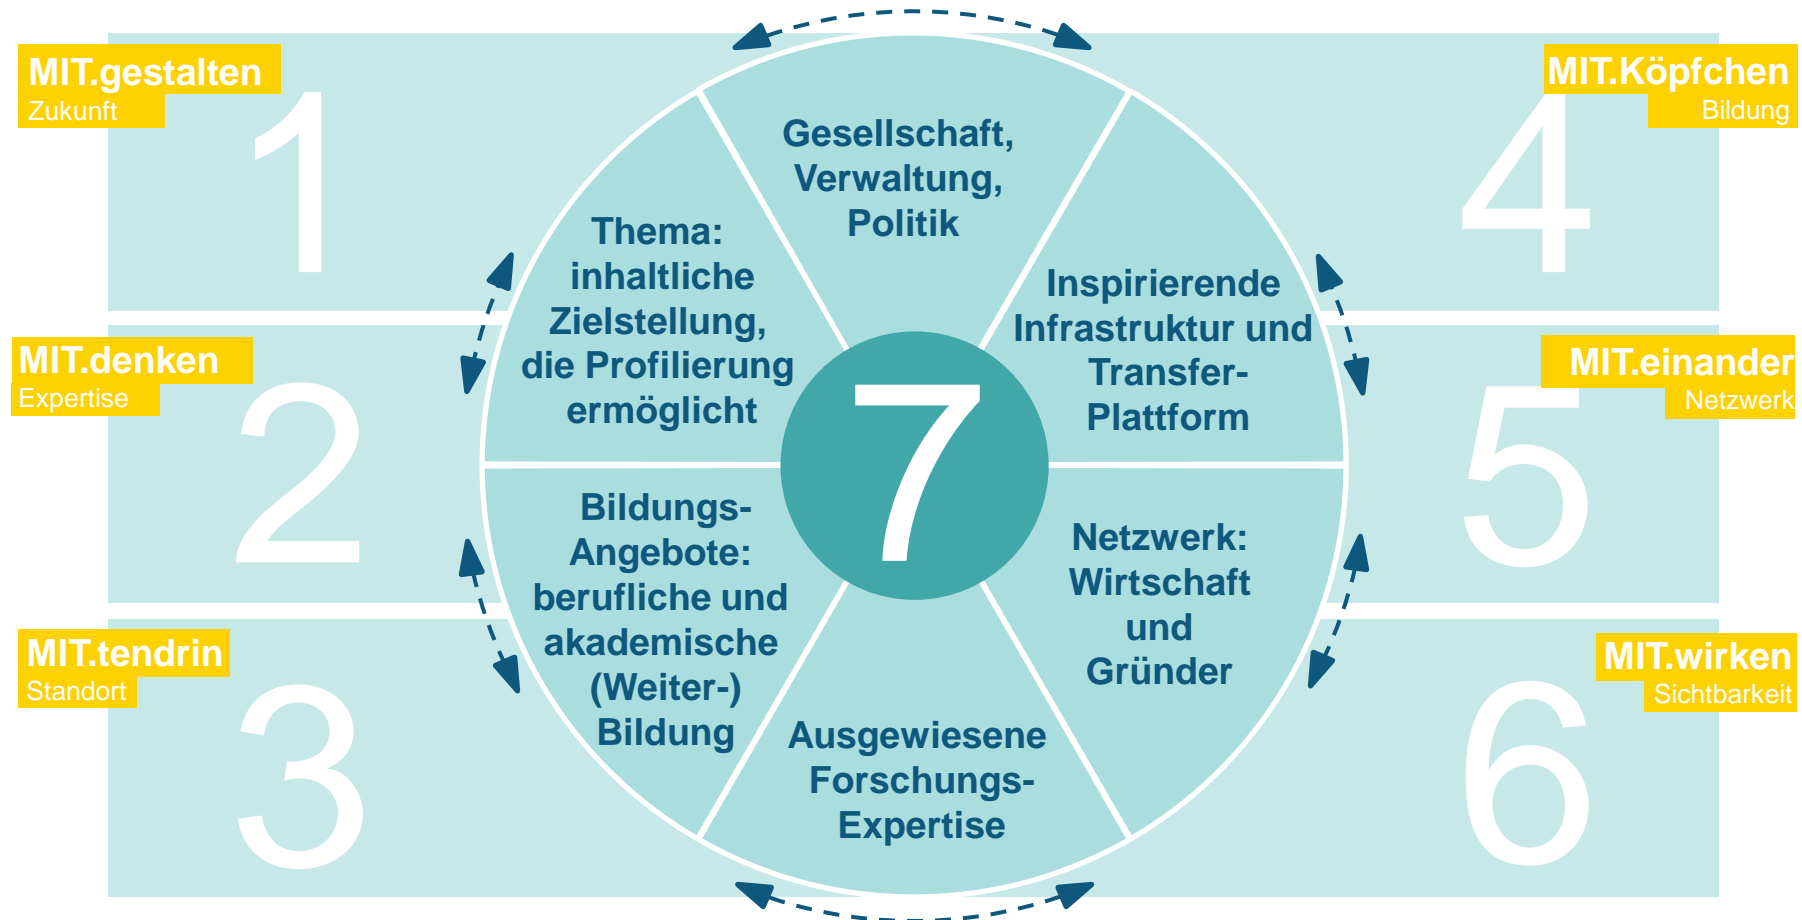 MIT.gestalten
Zukunft
1
MIT.denken
Expertise
2
MIT.tendrin
Standort
3
Gesellschaft,
Verwaltung,
Politik
Thema:
inhaltliche
Zielstellung,
die Profilierung
ermöglicht
Inspirierende
Infrastruktur und
Transfer-
Plattform
7
Bildungs-
Angebote:
berufliche und
akademische
(Weiter-)
Bildung
Netzwerk:
Wirtschaft
und
Gründer
Ausgewiesene
Forschungs-
Expertise
MIT.Köpfchen
Bildung
4
MIT.einander
Netzwerk
5
MIT.wirken
Sichtbarkeit
6